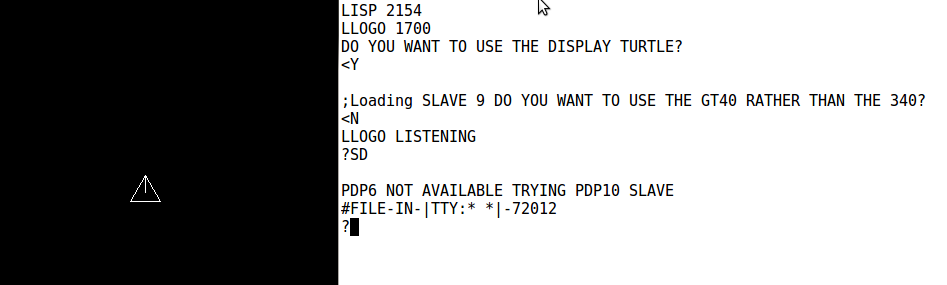 LISP 2154
LLOGO 1700
DO YOU WANT TO USE THE DISPLAY TURTLE?
<Y
;Loading SLAVE 9 DO YOU WANT TO USE THE GT40 RATHER THAN THE 340?
<N
LLOGO LISTENING
?SD
PDP6 NOT AVAILABLE TRYING PDP10 SLAVE
#FILE-IN-|TTY:* *|-72012
?